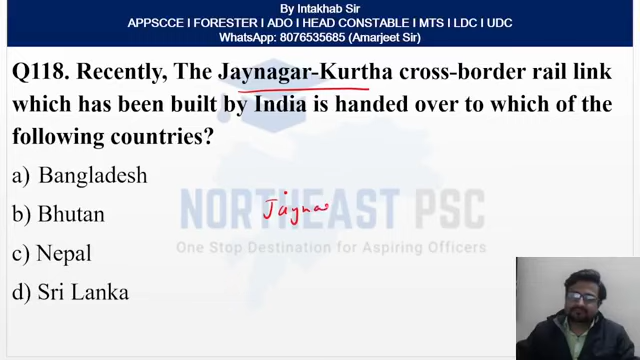 By Intakhab Sir
APPSCCE I FORESTER I ADO I HEAD CONSTABLE I MTS I LDC I UDC
WhatsApp: 8076535685 (Amarjeet Sir)
Q118. Recently, The Jaynagar-Kurtha cross-border rail link
which has been built by India is handed over to which of the
following countries?
a) Bangladesh
b) Bhutan
c) Nepal
d) Sri Lanka
Jayna
NORTHEAST PSC
One Stop Destination for Aspiring Officers